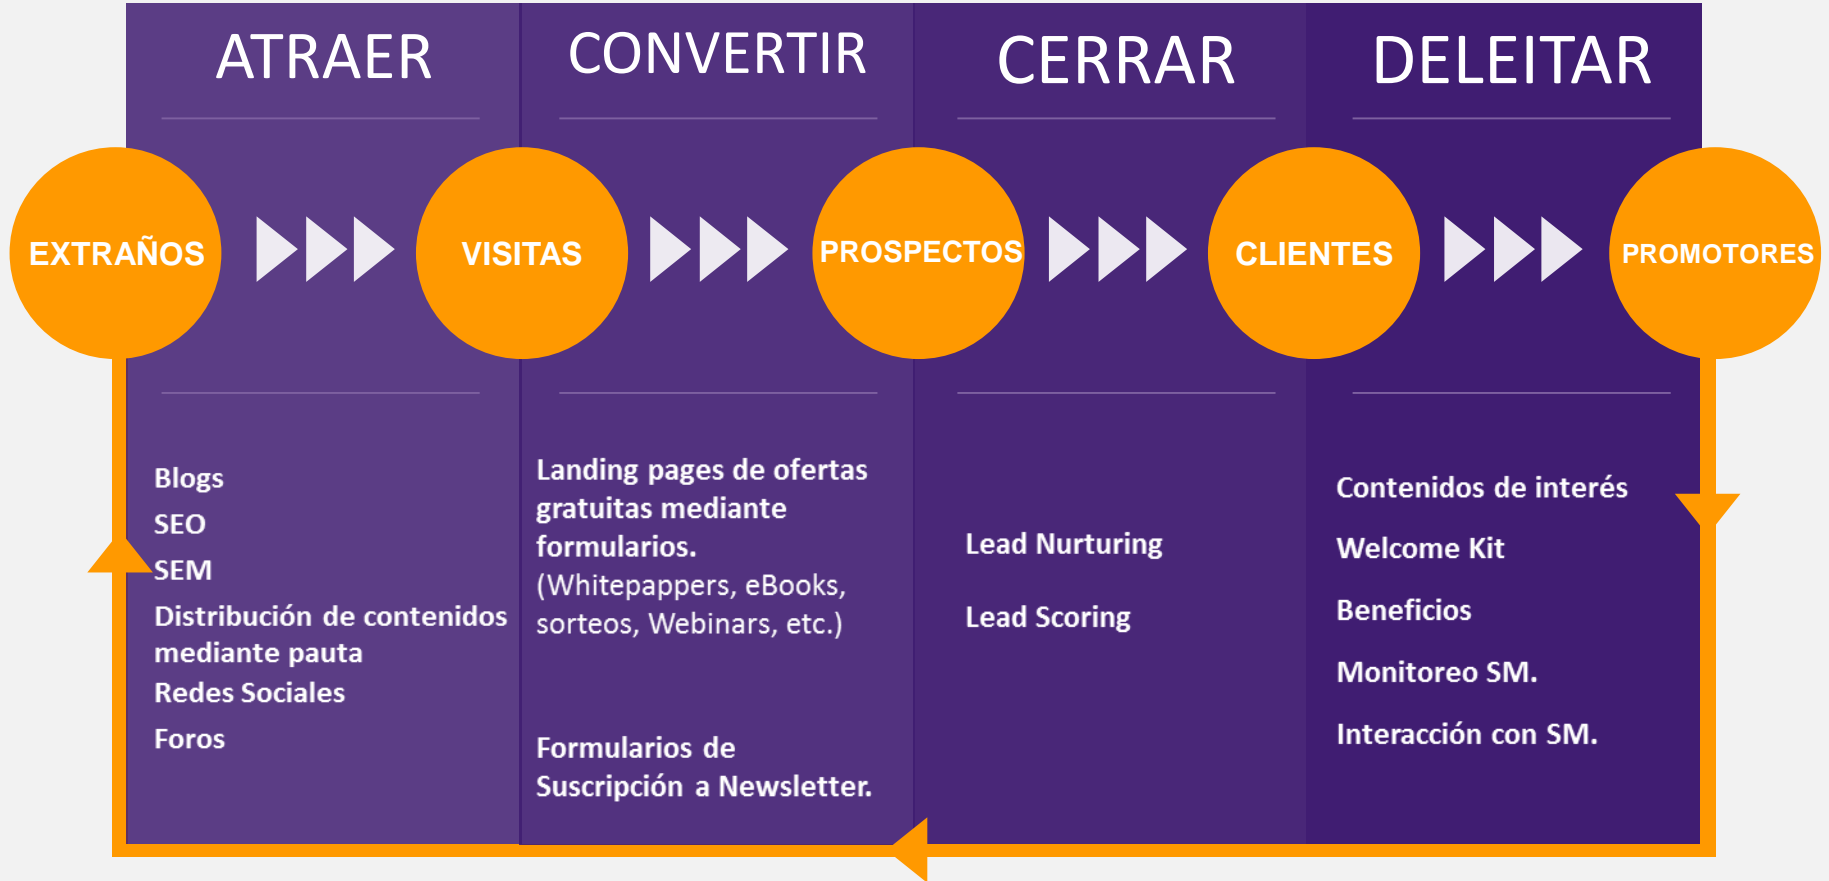 ATRAER
CONVERTIR
CERRAR
DELEITAR
EXTRAÑOS
VISITAS
PROSPECTOS
CLIENTES
PROMOTORES
Blogs
SEO
SEM
Distribución de contenidos
mediante pauta
Redes Sociales
Foros
Landing pages de ofertas
gratuitas mediante
formularios.
(Whitepappers, eBooks,
sorteos, Webinars, etc.)
Formularios de
Suscripción a Newsletter.
Lead Nurturing
Lead Scoring
Contenidos de interés
Welcome Kit
Beneficios
Monitoreo SM.
Interacción con SM.